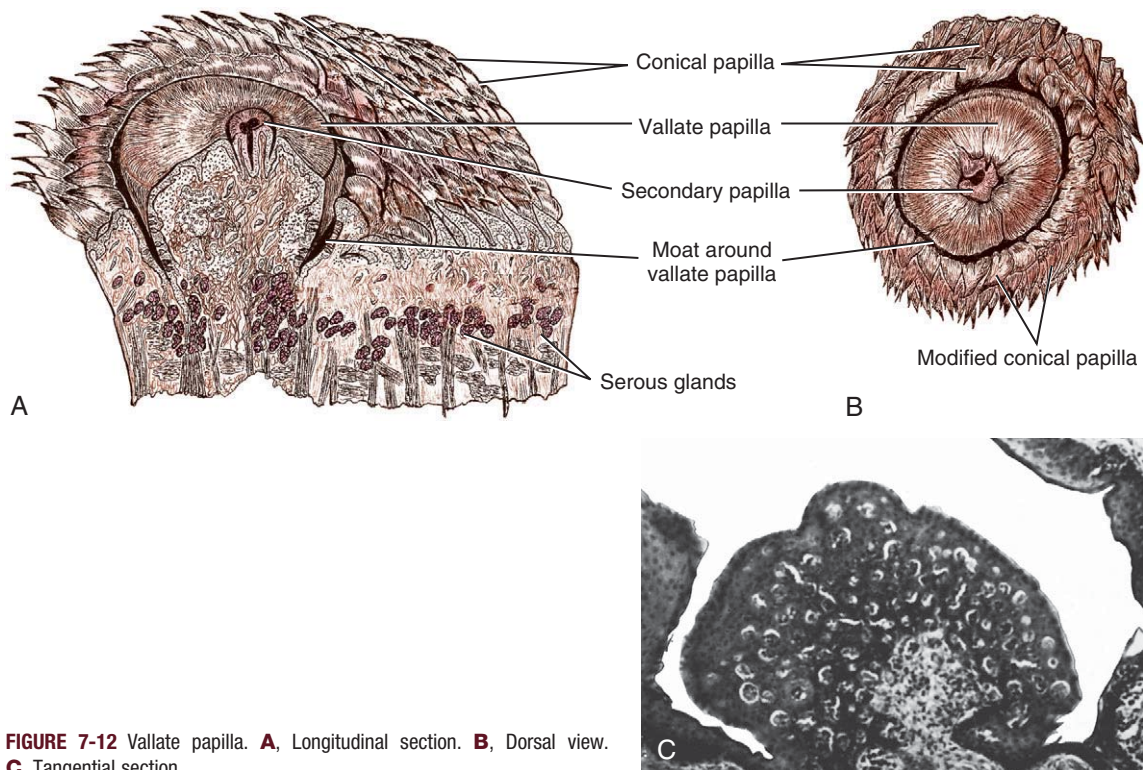 Conical papilla
Vallate papilla
Secondary papilla
Moat around
vallate papilla
Modified conical papilla
Serous glands
A
B
C
FIGURE 7-12 Vallate papilla. A, Longitudinal section. B, Dorsal view.
C, Tangential section